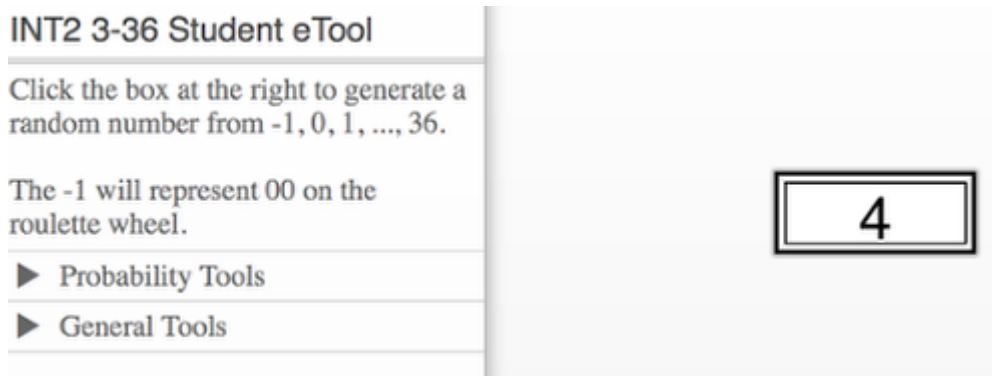 INT2 3-36 Student eTool
Click the box at the right to generate a
random number from -1, 0, 1, ..., 36.
The -1 will represent 00 on the
roulette wheel.
Probability Tools
General Tools
4